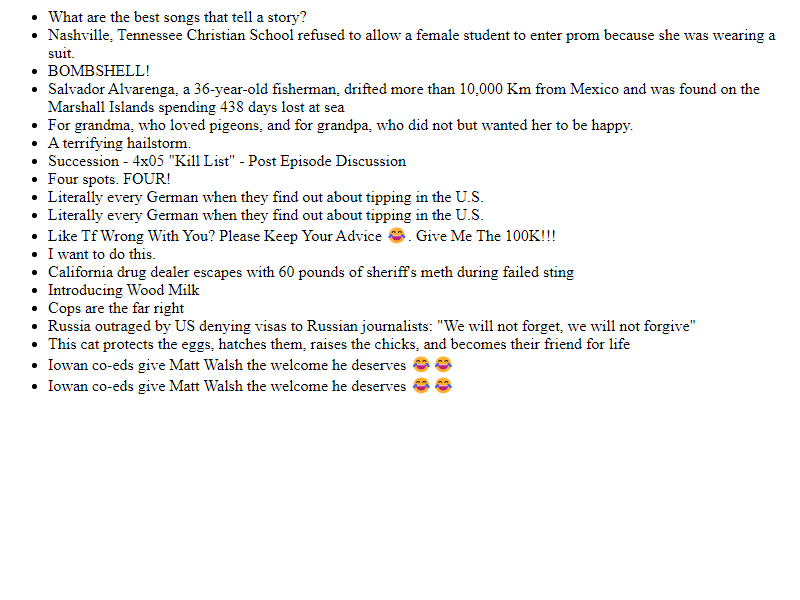 What are the best songs that tell a story?
Nashville, Tennessee Christian School refused to allow a female student to enter prom because she was wearing a
suit.
BOMBSHELL!
Salvador Alvarenga, a 36-year-old fisherman, drifted more than 10,000 Km from Mexico and was found on the
Marshall Islands spending 438 days lost at sea
For grandma, who loved pigeons, and for grandpa, who did not but wanted her to be happy.
A terrifying hailstorm.
Succession - 4x05 "Kill List" - Post Episode Discussion
Four spots. FOUR!
Literally every German when they find out about tipping in the U.S.
Literally every German when they find out about tipping in the U.S.
Like Tf Wrong With You? Please Keep Your Advice 😂. Give Me The 100K!!!
I want to do this.
California drug dealer escapes with 60 pounds of sheriff's meth during failed sting
Introducing Wood Milk
Cops are the far right
Russia outraged by US denying visas to Russian journalists: "We will not forget, we will not forgive"
This cat protects the eggs, hatches them, raises the chicks, and becomes their friend for life
Iowan co-eds give Matt Walsh the welcome he deserves 😂😂
Iowan co-eds give Matt Walsh the welcome he deserves 😂😂